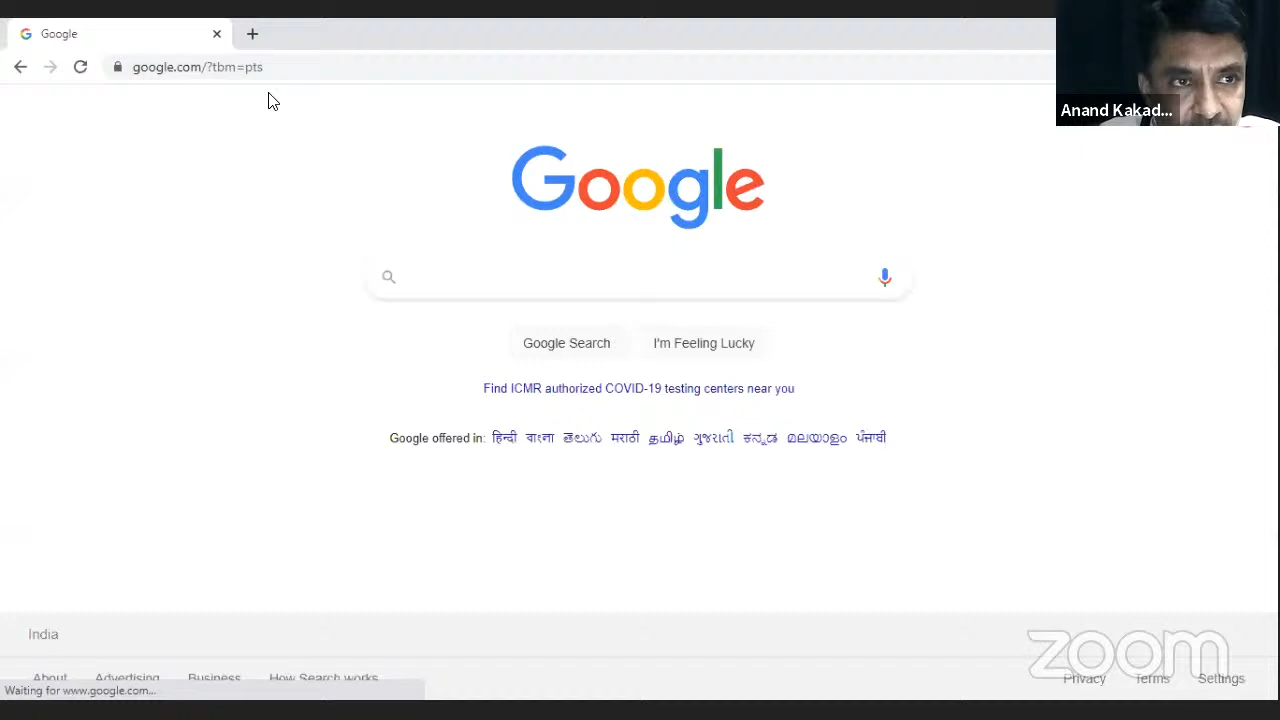 Google
google.com/?tbm=pts
Anand Kakad...
Google
Google Search
I'm Feeling Lucky
Find ICMR authorized COVID-19 testing centers near you
Google offered in: हिन्दी বাংলা తెలుగు मराठी தமிழ் ગુજરાતી ಕನ್ನಡ മലയാളം ਪੰਜਾਬੀ
India
zoom
About Advertising Business How Search works
Privacy Terms Settings
Waiting for www.google.com...